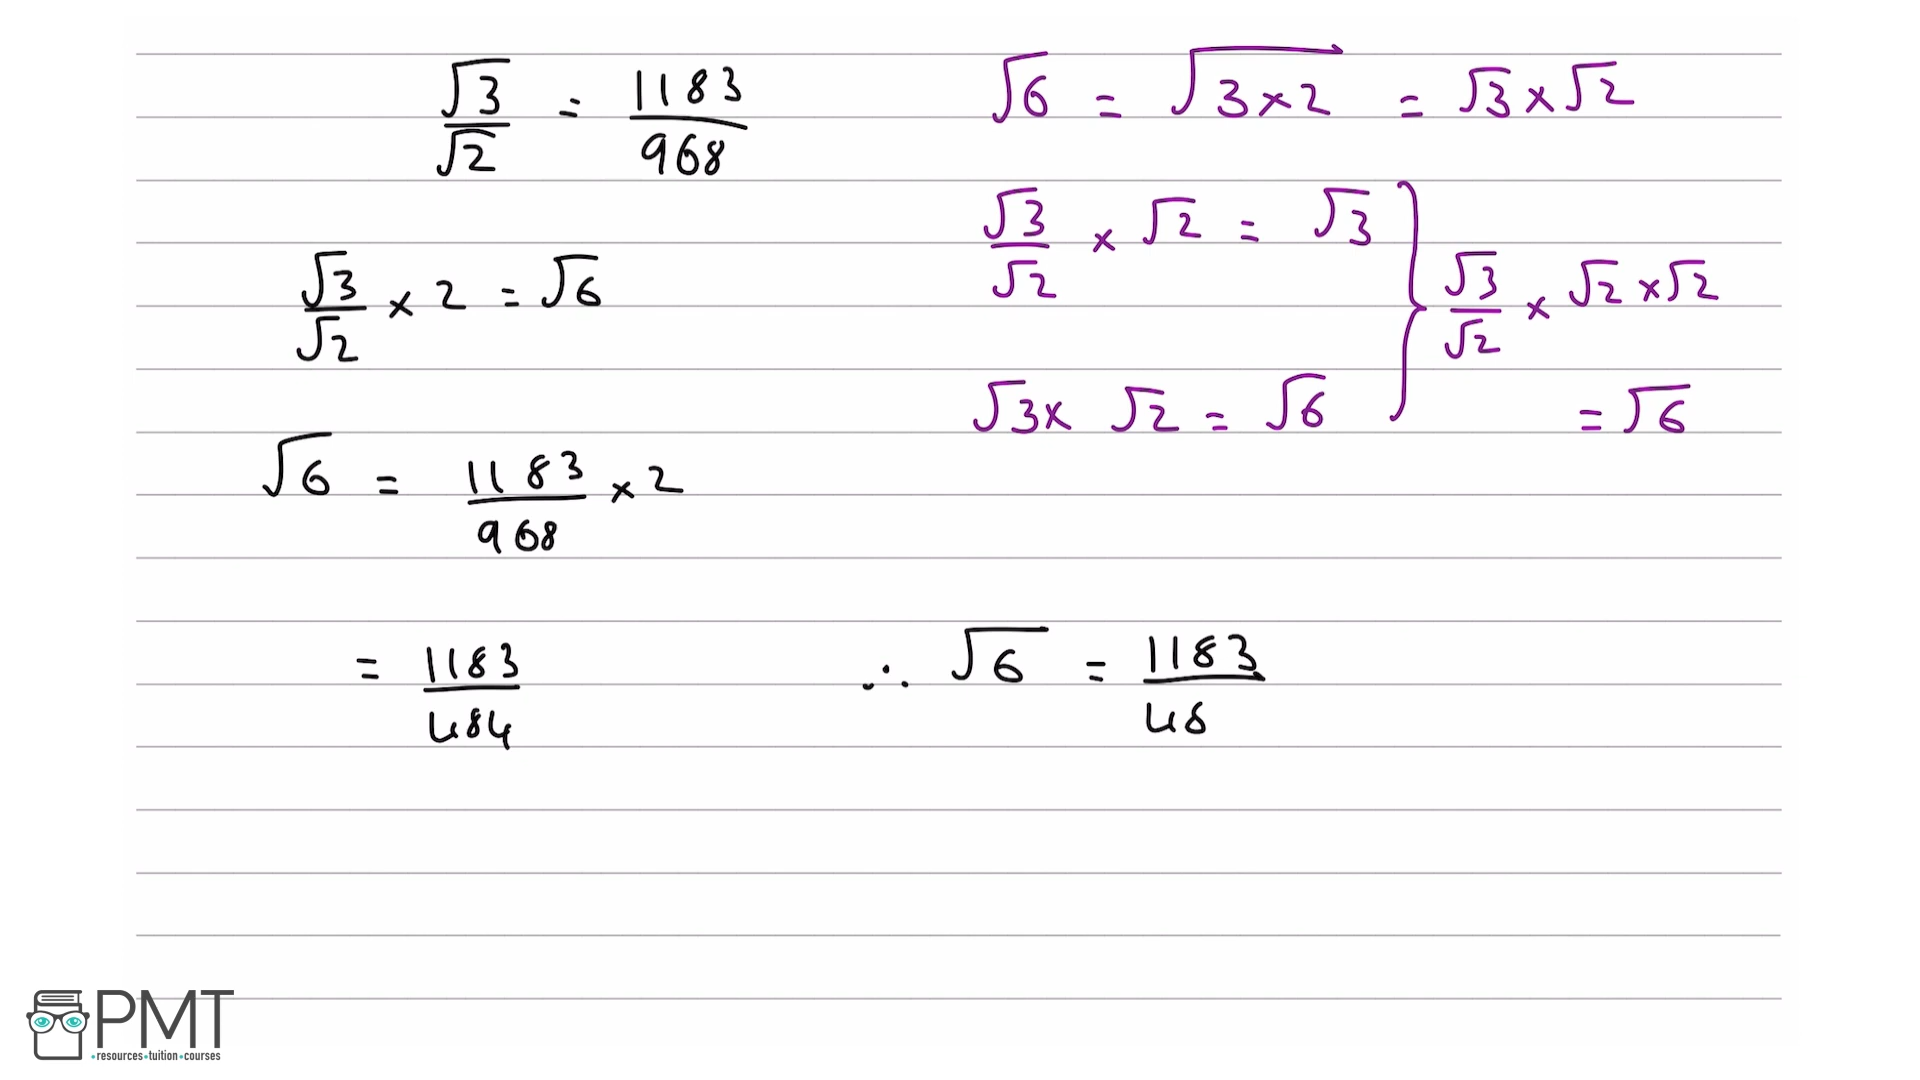 √3/√2 = 1183/968
√6 = √3×2 = √3 × √2
√3/√2 × 2 = √6
√3/√2 × √2 = √3
√3 × √2 = √6
√3/√2 × √2 × √2
= √6
√6 = 1183/968 × 2
= 1183/484
∴ √6 = 1183/48
PMT
•resources•tuition•courses